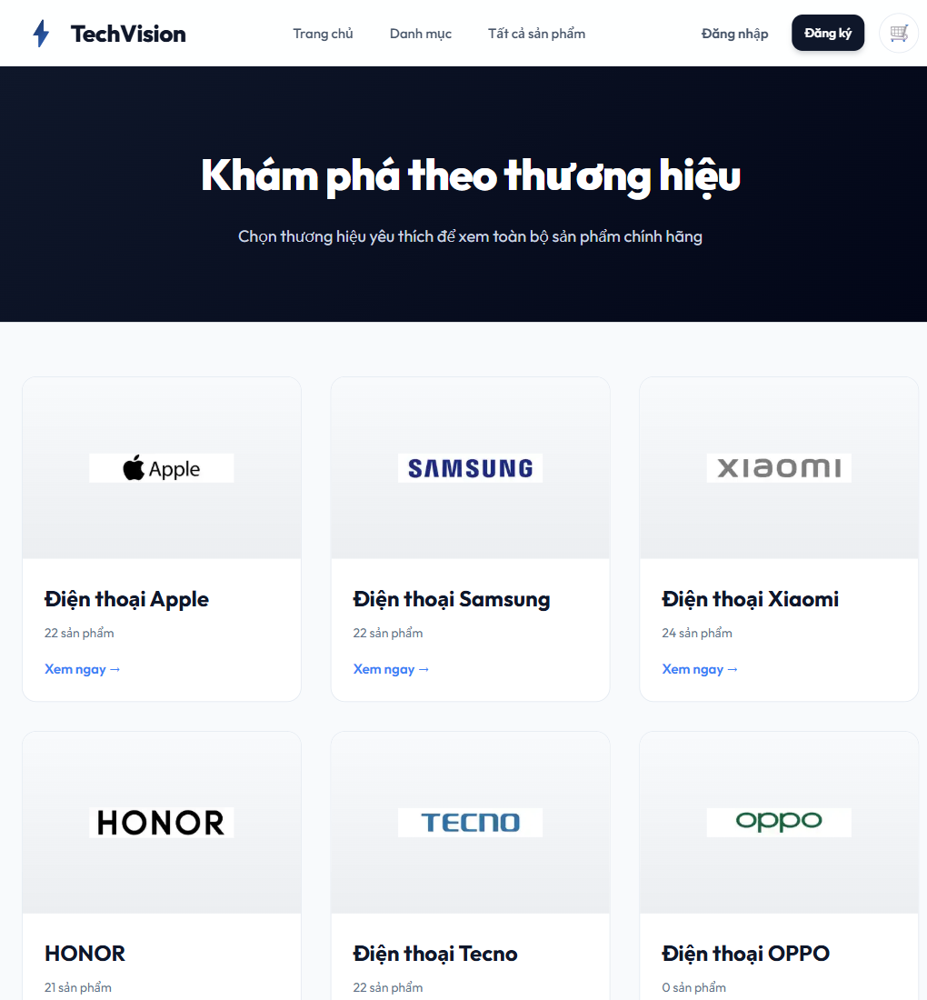 TechVision
Trang chủ
Danh mục
Tất cả sản phẩm
Đăng nhập
Đăng ký
Khám phá theo thương hiệu
Chọn thương hiệu yêu thích để xem toàn bộ sản phẩm chính hãng
Apple
SAMSUNG
xiaomi
Điện thoại Apple
Điện thoại Samsung
Điện thoại Xiaomi
22 sản phẩm
22 sản phẩm
24 sản phẩm
Xem ngay →
Xem ngay →
Xem ngay →
HONOR
TECNO
oppo
HONOR
Điện thoại Tecno
Điện thoại OPPO
21 sản phẩm
22 sản phẩm
0 sản phẩm